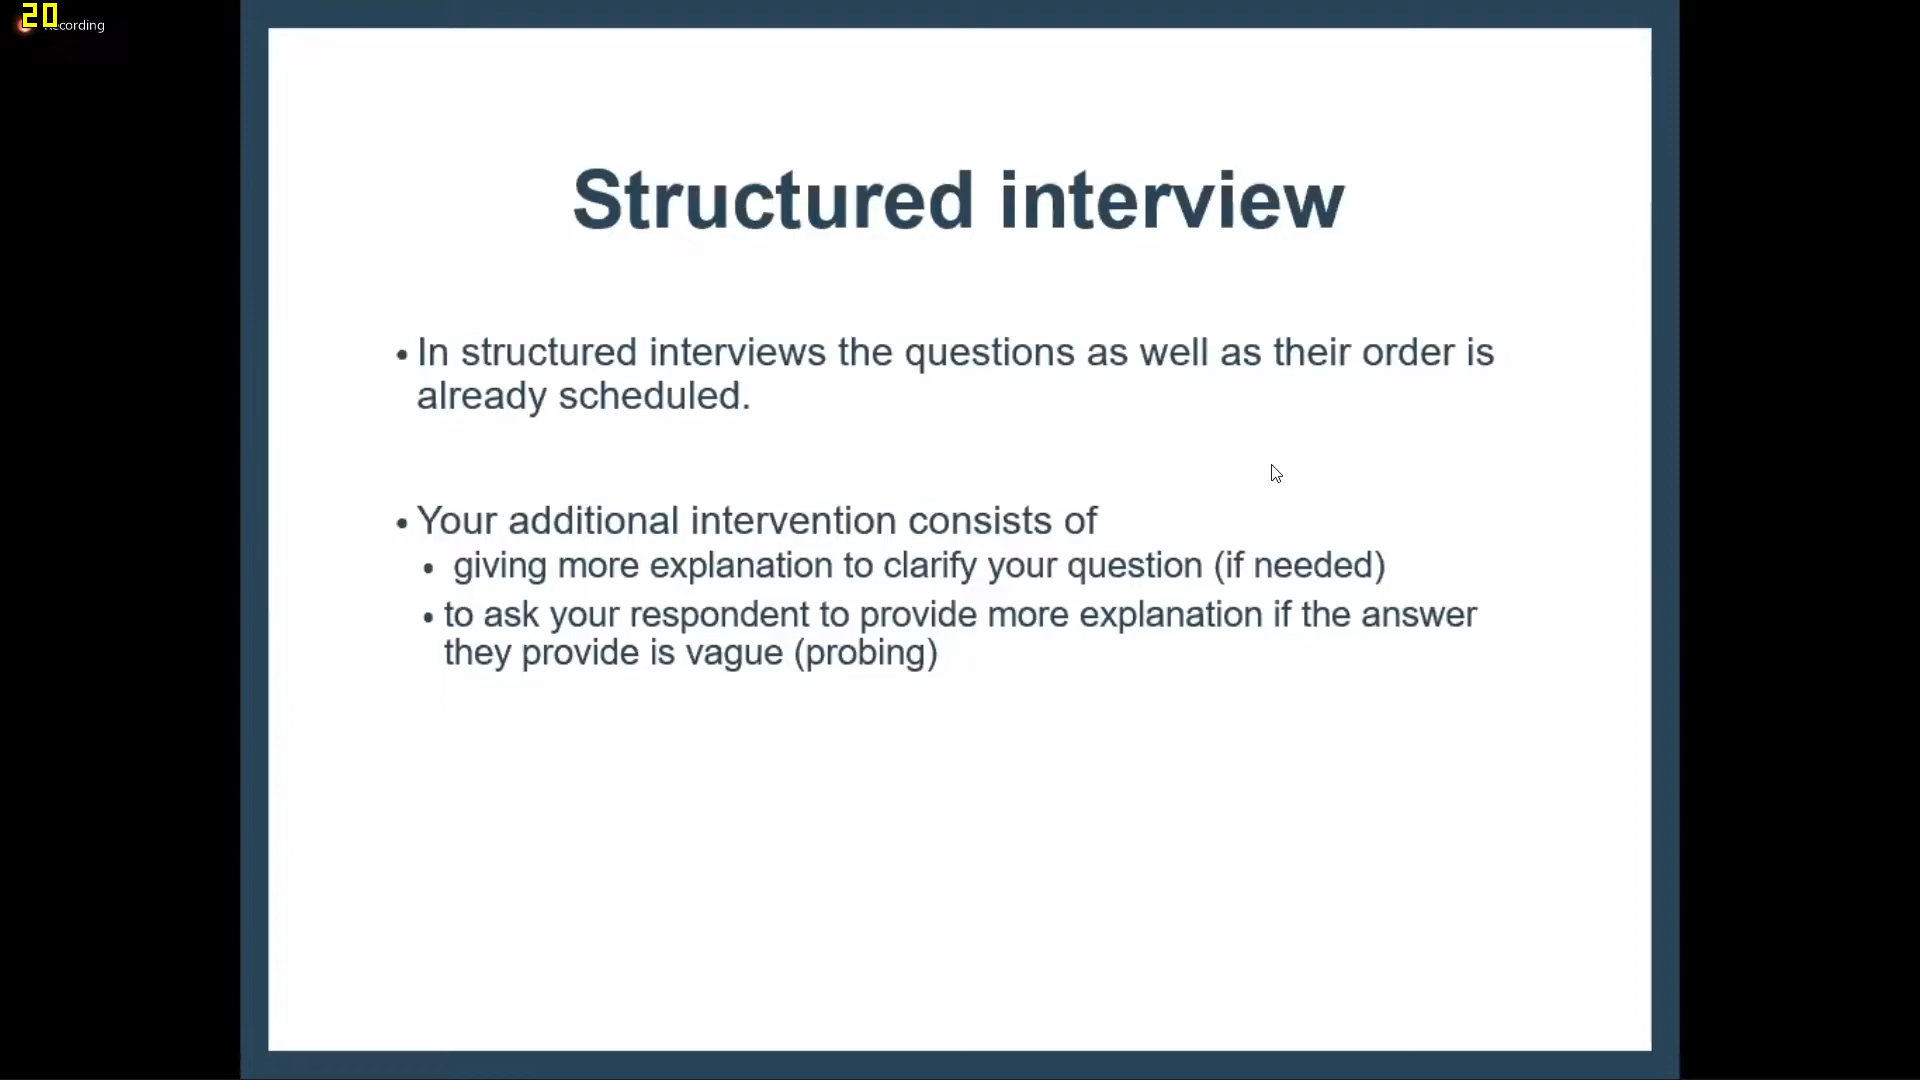 20
Recording
Structured interview
• In structured interviews the questions as well as their order is
already scheduled.
• Your additional intervention consists of
• giving more explanation to clarify your question (if needed)
• to ask your respondent to provide more explanation if the answer
they provide is vague (probing)